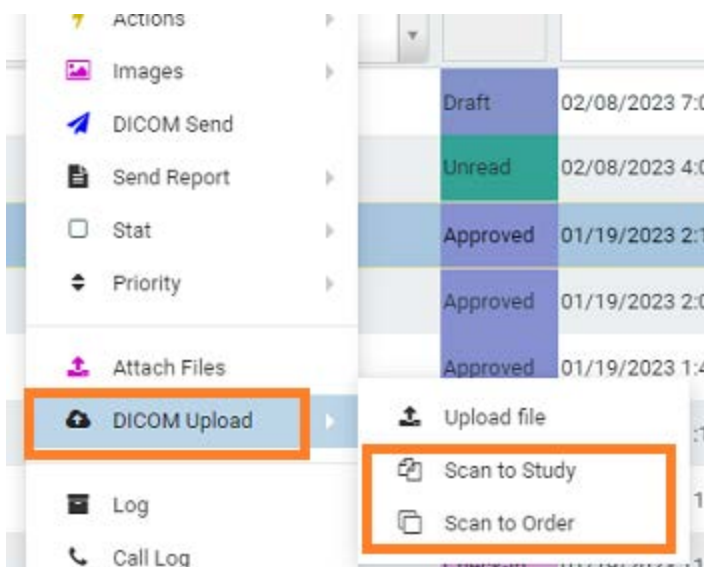 Actions
Images
DICOM Send
Send Report
Stat
Priority
Attach Files
DICOM Upload
Log
Call Log
Upload file
Scan to Study
Scan to Order
Draft 02/08/2023 7:0
Unread 02/08/2023 4:0
Approved 01/19/2023 2:1
Approved 01/19/2023 2:0
Approved 01/19/2023 1:4